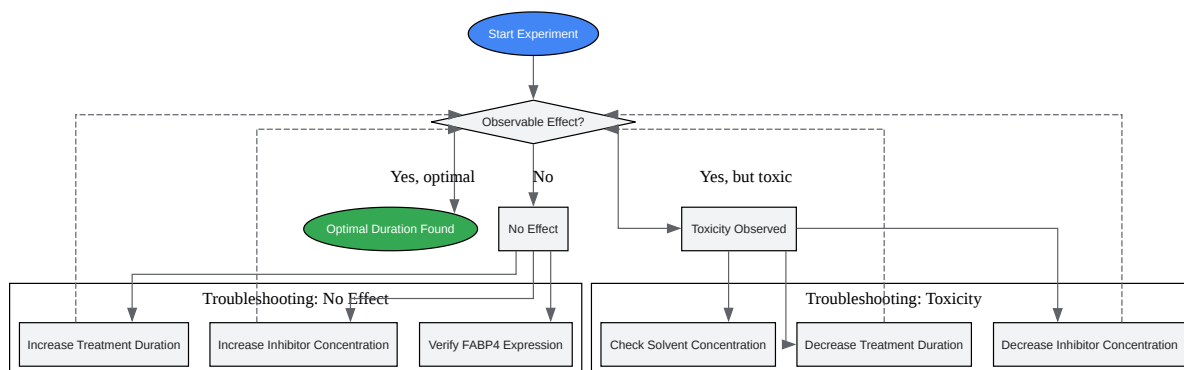 Start Experiment
Observable Effect?
Yes, optimal
No
Yes, but toxic
Optimal Duration Found
No Effect
Toxicity Observed
Troubleshooting: No Effect
Troubleshooting: Toxicity
Increase Treatment Duration
Increase Inhibitor Concentration
Verify FABP4 Expression
Check Solvent Concentration
Decrease Treatment Duration
Decrease Inhibitor Concentration